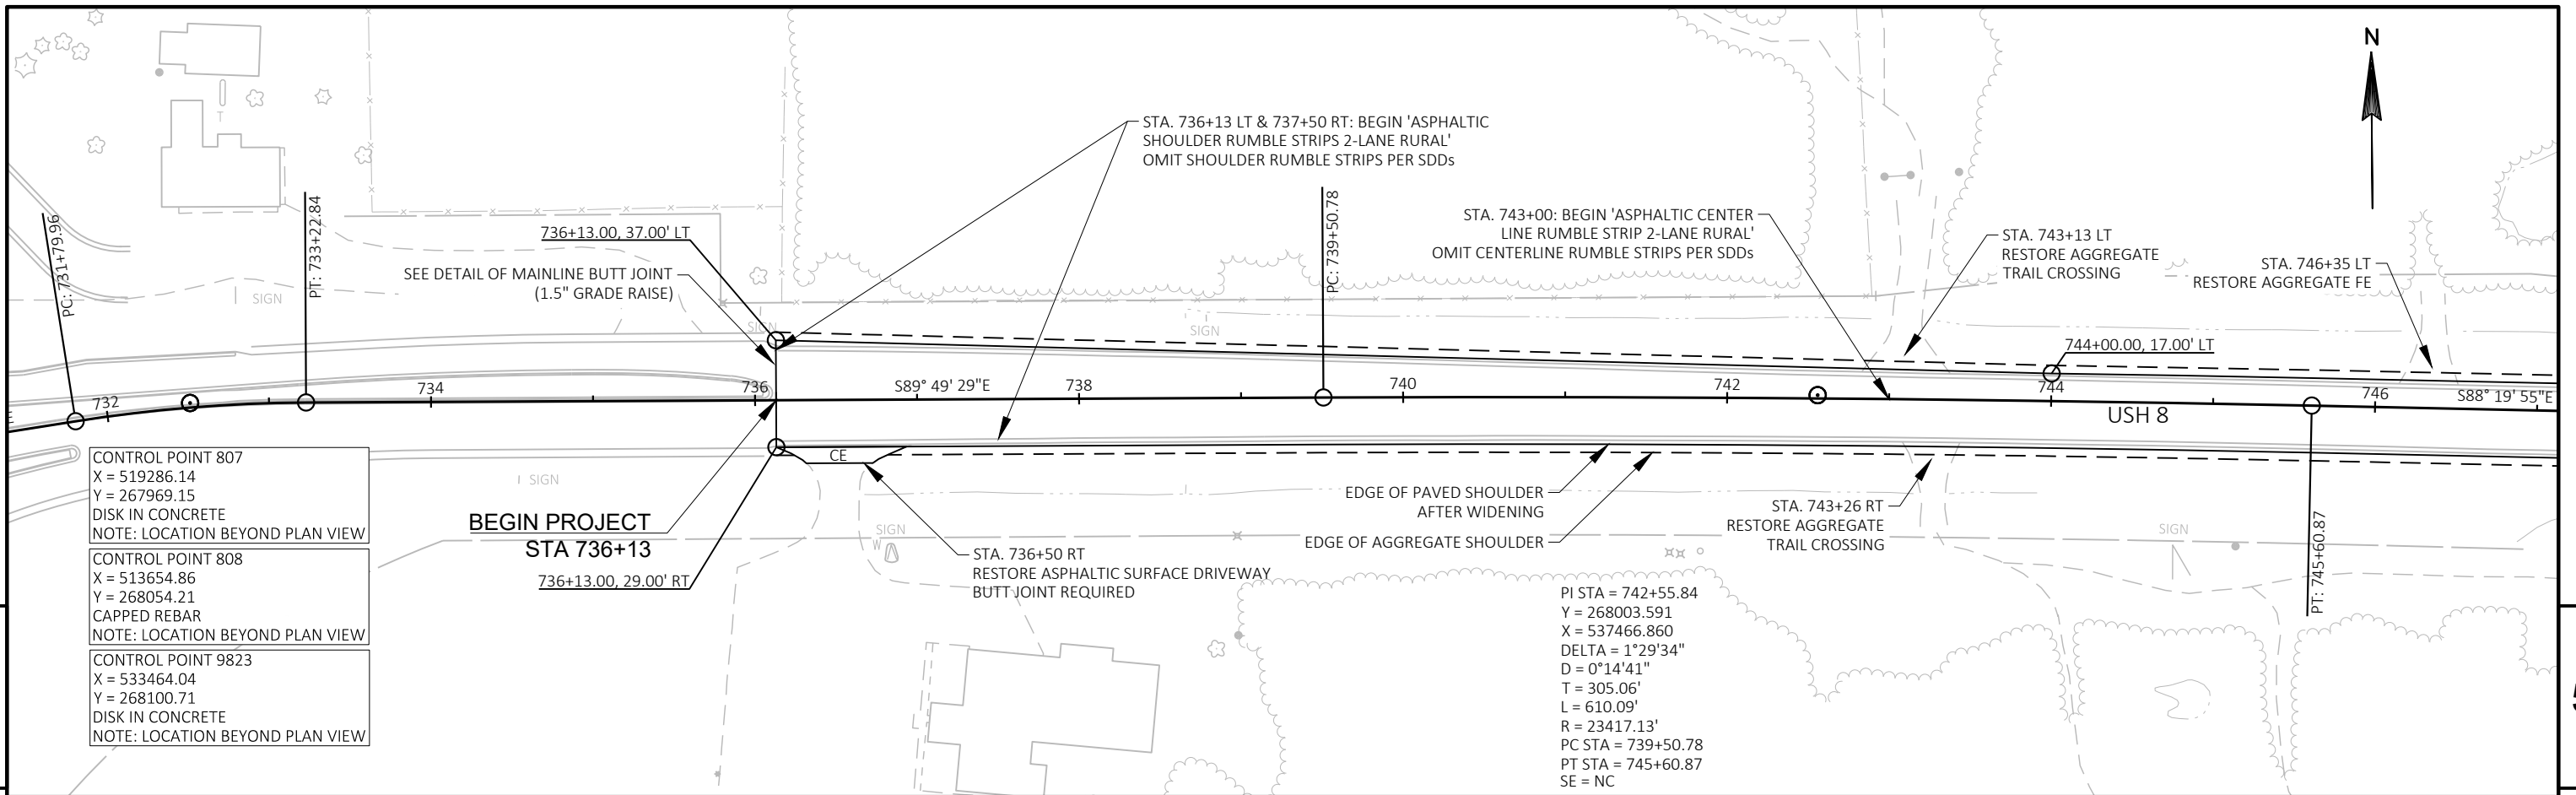 N
STA. 736+13 LT & 737+50 RT: BEGIN 'ASPHALTIC
SHOULDER RUMBLE STRIPS 2-LANE RURAL'
OMIT SHOULDER RUMBLE STRIPS PER SDDs
T
PC: 731+79.96
PT: 733+22.84
736+13.00, 37.00' LT
SEE DETAIL OF MAINLINE BUTT JOINT
(1.5" GRADE RAISE)
PC: 739+50.78
STA. 743+00: BEGIN 'ASPHALTIC CENTER
LINE RUMBLE STRIP 2-LANE RURAL'
OMIT CENTERLINE RUMBLE STRIPS PER SDDs
STA. 743+13 LT
RESTORE AGGREGATE
TRAIL CROSSING
STA. 746+35 LT
RESTORE AGGREGATE FE
SIGN
SIGN
SIGN
744+00.00, 17.00' LT
E
732
734
736
S89° 49' 29"E
738
740
742
744
746
S88° 19' 55"E
USH 8
CE
CONTROL POINT 807
X = 519286.14
Y = 267969.15
DISK IN CONCRETE
NOTE: LOCATION BEYOND PLAN VIEW
CONTROL POINT 808
X = 513654.86
Y = 268054.21
CAPPED REBAR
NOTE: LOCATION BEYOND PLAN VIEW
CONTROL POINT 9823
X = 533464.04
Y = 268100.71
DISK IN CONCRETE
NOTE: LOCATION BEYOND PLAN VIEW
SIGN
BEGIN PROJECT
STA 736+13
736+13.00, 29.00' RT
SIGN
W
STA. 736+50 RT
RESTORE ASPHALTIC SURFACE DRIVEWAY
BUTT JOINT REQUIRED
EDGE OF PAVED SHOULDER
AFTER WIDENING
EDGE OF AGGREGATE SHOULDER
STA. 743+26 RT
RESTORE AGGREGATE
TRAIL CROSSING
SIGN
PT: 745+60.87
PI STA = 742+55.84
Y = 268003.591
X = 537466.860
DELTA = 1°29'34"
D = 0°14'41"
T = 305.06'
L = 610.09'
R = 23417.13'
PC STA = 739+50.78
PT STA = 745+60.87
SE = NC